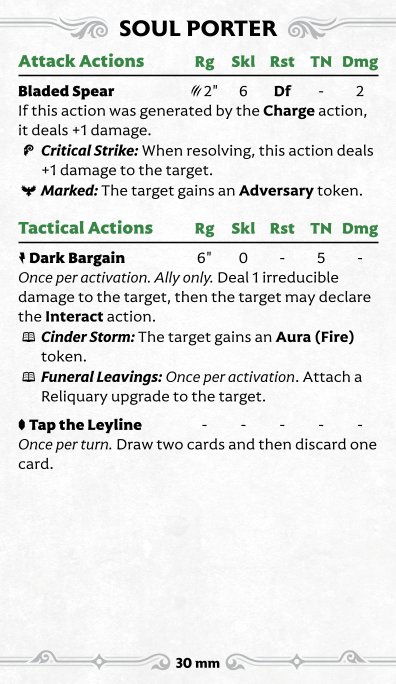 SOUL PORTER
Attack Actions Rg Skl Rst TN Dmg
Bladed Spear 2" 6 Df - 2
If this action was generated by the Charge action,
it deals +1 damage.
Critical Strike: When resolving, this action deals
+1 damage to the target.
Marked: The target gains an Adversary token.
Tactical Actions Rg Skl Rst TN Dmg
Dark Bargain 6" 0 - 5 -
Once per activation. Ally only. Deal 1 irreducible
damage to the target, then the target may declare
the Interact action.
Cinder Storm: The target gains an Aura (Fire)
token.
Funeral Leavings: Once per activation. Attach a
Reliquary upgrade to the target.
Tap the Leyline - - - - -
Once per turn. Draw two cards and then discard one
card.
30 mm